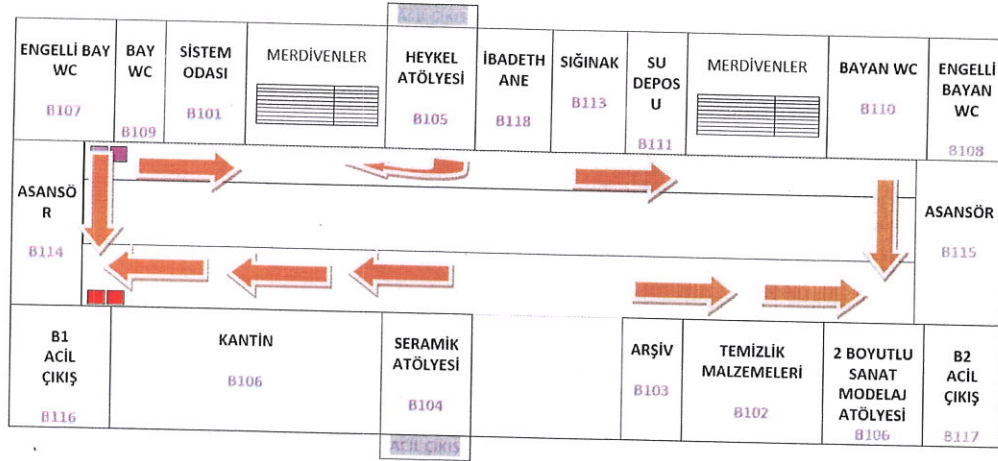 ACİL ÇIKIŞ
ENGELLİ BAY
WC
B107
BAY
WC
B109
SİSTEM
ODASI
B101
MERDİVENLER
HEYKEL
ATÖLYESİ
B105
İBADETH
ANE
B118
SIĞINAK
B113
SU
DEPOS
U
B111
MERDİVENLER
BAYAN WC
B110
ENGELLİ
BAYAN
WC
B108
ASANSÖ
R
B114
ASANSÖR
B115
B1
ACİL
ÇIKIŞ
B116
KANTİN
B106
SERAMİK
ATÖLYESİ
B104
ACİL ÇIKIŞ
ARŞİV
B103
TEMİZLİK
MALZEMELERİ
B102
2 BOYUTLU
SANAT
MODELAJ
ATÖLYESİ
B106
B2
ACİL
ÇIKIŞ
B117